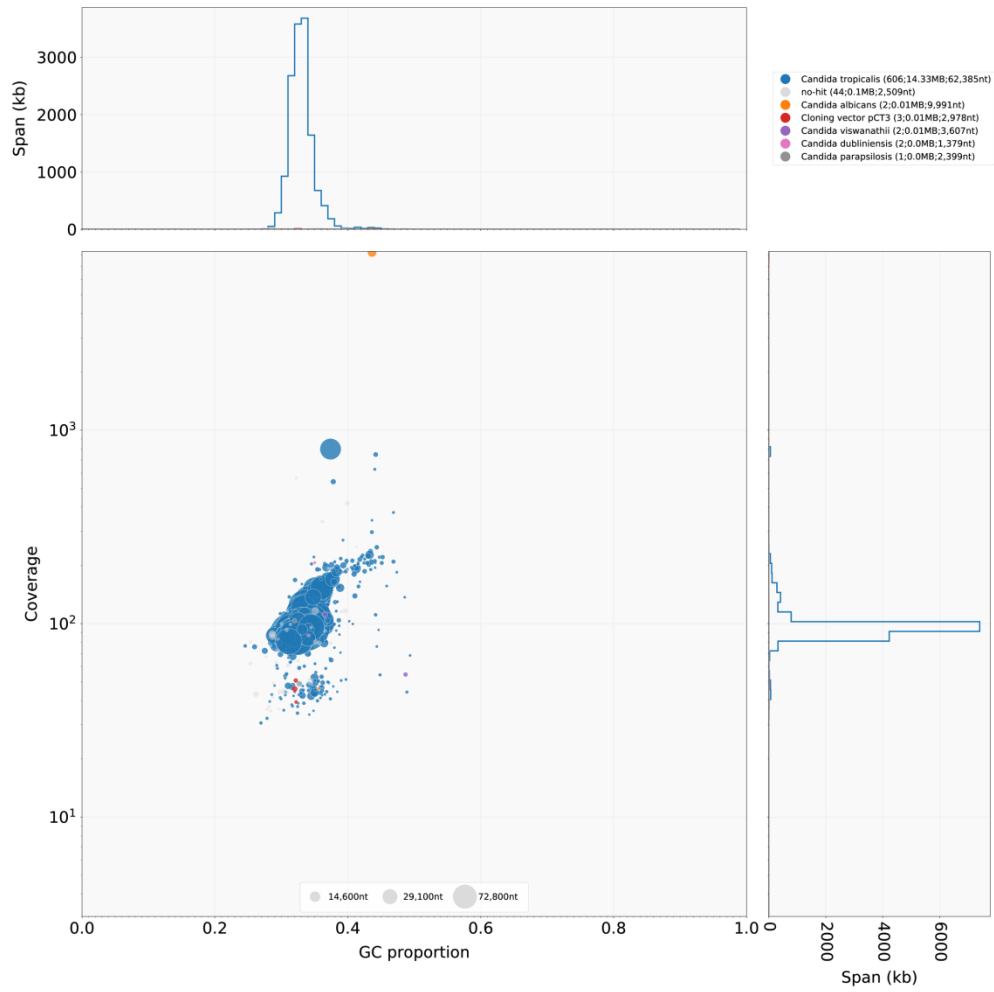 3000
2000
1000
0
Span (kb)
Candida tropicalis (606;14.33MB;62,385nt)
no-hit (44;0.1MB;2,509nt)
Candida albicans (2;0.01MB;9,991nt)
Cloning vector pCT3 (3;0.01MB;2,978nt)
Candida viswanathii (2;0.01MB;3,607nt)
Candida dubliniensis (2;0.0MB;1,379nt)
Candida parapsilosis (1;0.0MB;2,399nt)
10³
10²
10¹
Coverage
14,600nt
29,100nt
72,800nt
0.0
0.2
0.4
0.6
0.8
1.0
GC proportion
0
2000
4000
6000
Span (kb)